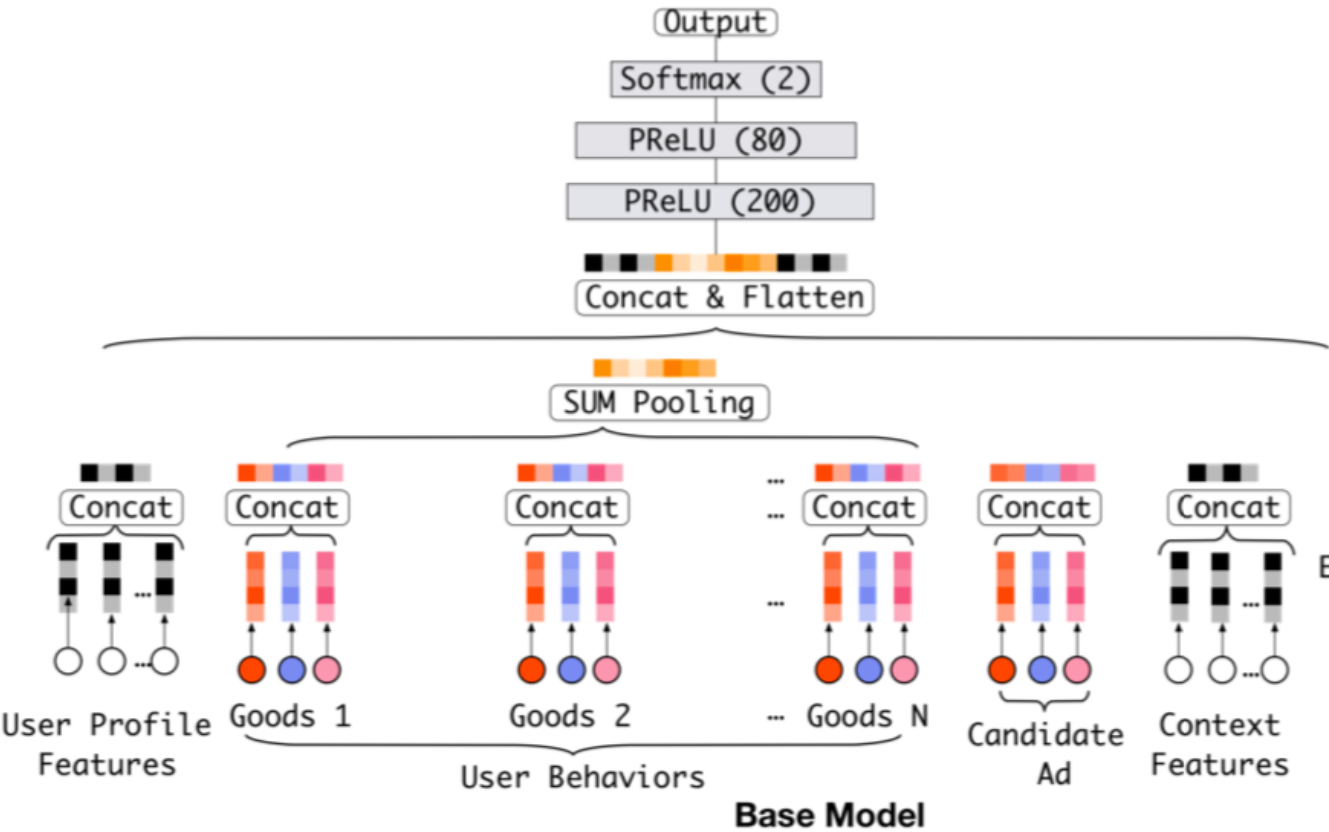 Output
Softmax (2)
PReLU (80)
PReLU (200)
Concat & Flatten
SUM Pooling
...
Concat Concat Concat ... Concat Concat Concat
... ... ...
User Profile Features
Goods 1 Goods 2 ... Goods N
User Behaviors
Candidate Ad
Context Features
Base Model